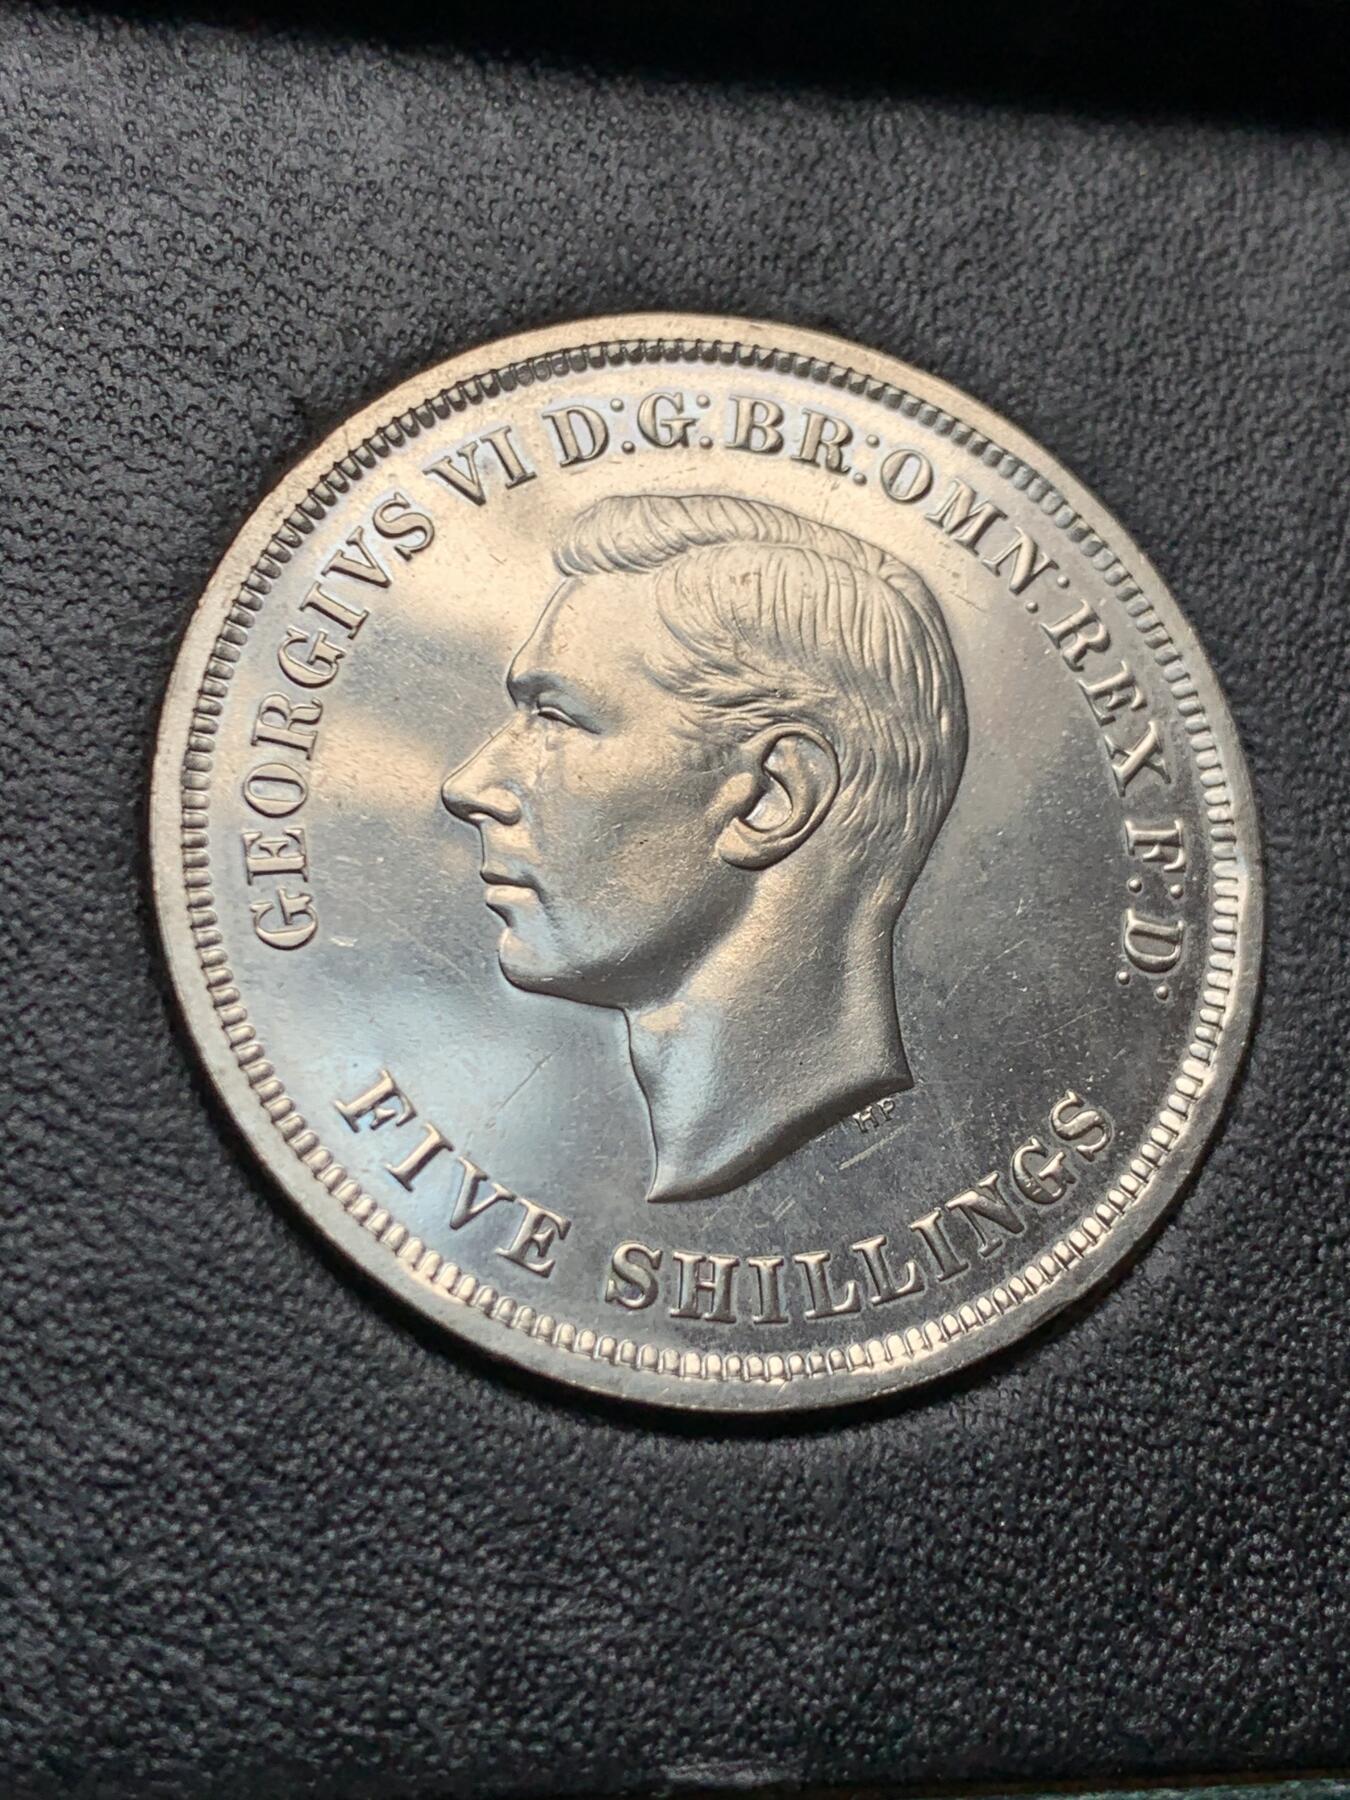 GEORGIVS VI D:G:BR:OMN:REX F.D.
HP
FIVE SHILLINGS